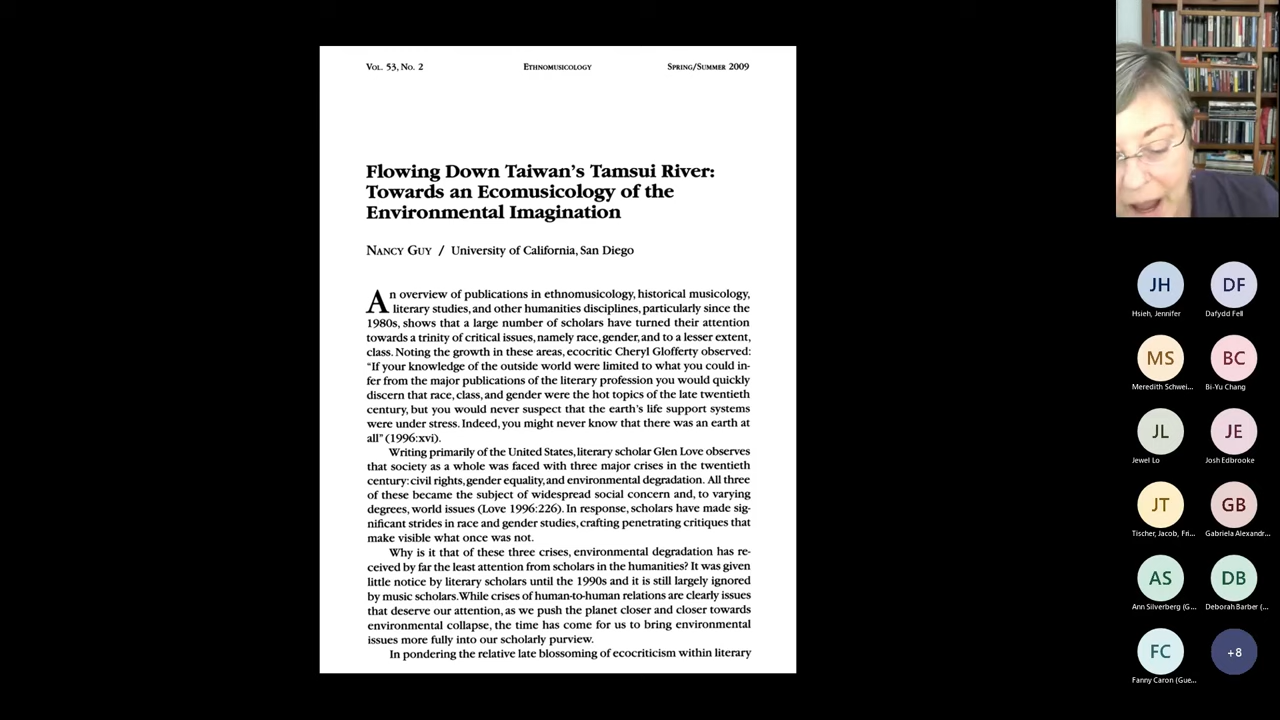 Vol. 53, No. 2 Ethnomusicology Spring/Summer 2009
Flowing Down Taiwan's Tamsui River:
Towards an Ecomusicology of the
Environmental Imagination
Nancy Guy / University of California, San Diego
An overview of publications in ethnomusicology, historical musicology,
literary studies, and other humanities disciplines, particularly since the
1980s, shows that a large number of scholars have turned their attention
towards a trinity of critical issues, namely race, gender, and to a lesser extent,
class. Noting the growth in these areas, ecocritic Cheryl Glofferty observed:
"If your knowledge of the outside world were limited to what you could in-
fer from the major publications of the literary profession you would quickly
discern that race, class, and gender were the hot topics of the late twentieth
century, but you would never suspect that the earth's life support systems
were under stress. Indeed, you might never know that there was an earth at
all" (1996:xvi).
Writing primarily of the United States, literary scholar Glen Love observes
that society as a whole was faced with three major crises in the twentieth
century: civil rights, gender equality, and environmental degradation. All three
of these became the subject of widespread social concern and, to varying
degrees, world issues (Love 1996:226). In response, scholars have made sig-
nificant strides in race and gender studies, crafting penetrating critiques that
make visible what once was not.
Why is it that of these three crises, environmental degradation has re-
ceived by far the least attention from scholars in the humanities? It was given
little notice by literary scholars until the 1990s and it is still largely ignored
by music scholars. While crises of human-to-human relations are clearly issues
that deserve our attention, as we push the planet closer and closer towards
environmental collapse, the time has come for us to bring environmental
issues more fully into our scholarly purview.
In pondering the relative late blossoming of ecocriticism within literary
JH DF
Hsieh, Jennifer Dafydd Fell
MS BC
Meredith Schwei... Bi-Yu Chang
JL JE
Jewel Lo Josh Edbrooke
JT GB
Tischer, Jacob, Fri... Gabriela Alexandr...
AS DB
Ann Silverberg (G... Deborah Barber (...
FC +8
Fanny Caron (Gue...